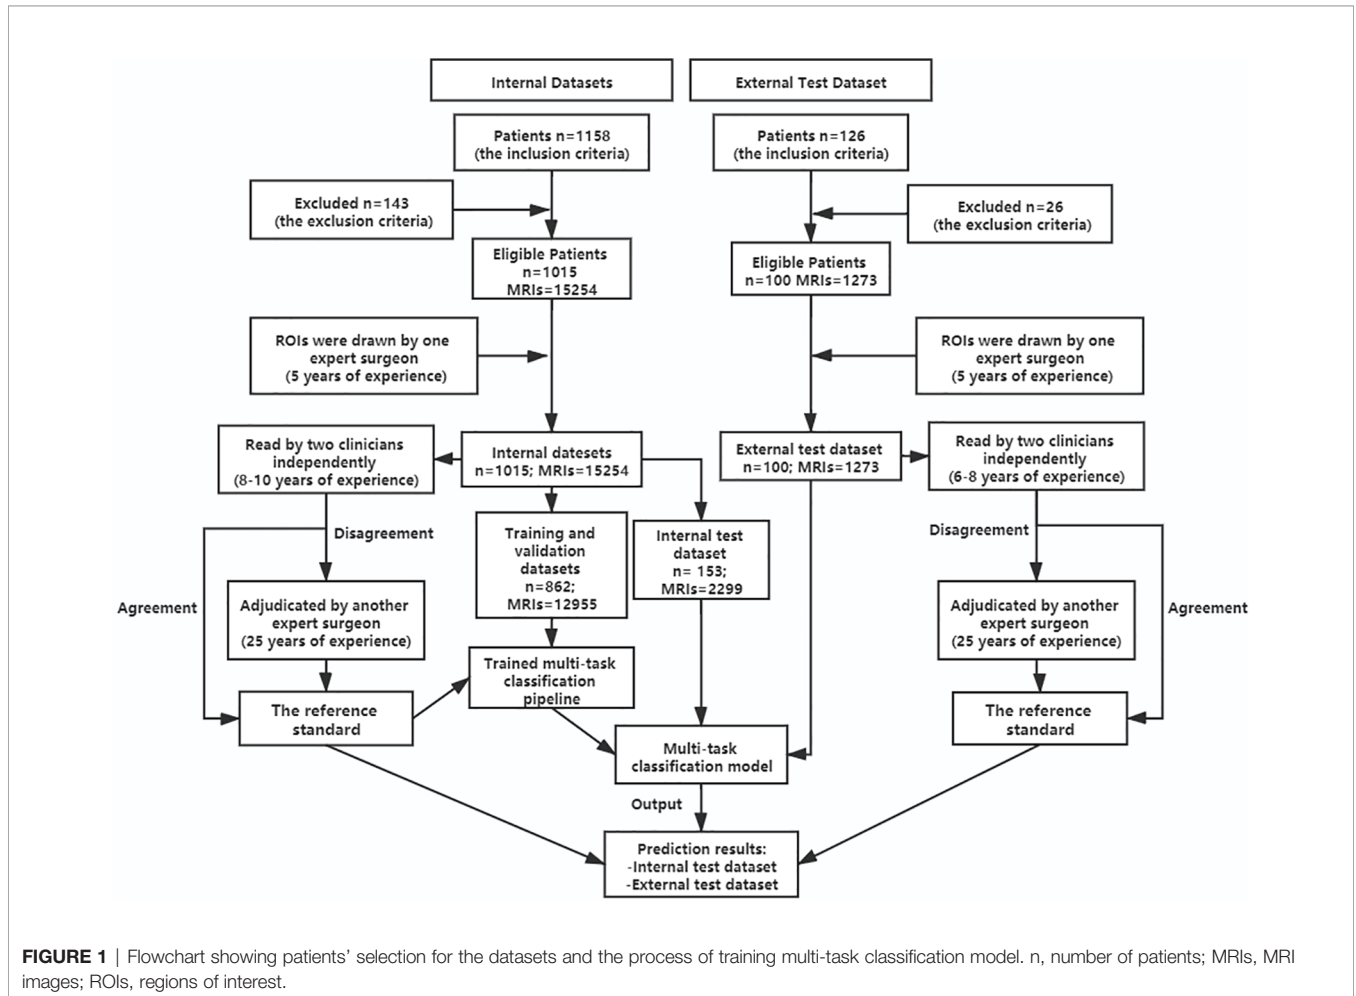 Internal Datasets
External Test Dataset
Patients n=1158
(the inclusion criteria)
Patients n=126
(the inclusion criteria)
Excluded n=143
(the exclusion criteria)
Excluded n=26
(the exclusion criteria)
Eligible Patients
n=1015
MRIs=15254
Eligible Patients
n=100 MRIs=1273
ROIs were drawn by one
expert surgeon
(5 years of experience)
ROIs were drawn by one
expert surgeon
(5 years of experience)
Read by two clinicians
independently
(8-10 years of experience)
Internal datesets
n=1015; MRIs=15254
External test dataset
n=100; MRIs=1273
Read by two clinicians
independently
(6-8 years of experience)
Disagreement
Training and
validation
datasets
n=862;
MRIs=12955
Internal test
dataset
n= 153;
MRIs=2299
Disagreement
Agreement
Adjudicated by another
expert surgeon
(25 years of experience)
Adjudicated by another
expert surgeon
(25 years of experience)
Agreement
Trained multi-task
classification
pipeline
The reference
standard
The reference
standard
Multi-task
classification model
Output
Prediction results:
-Internal test dataset
-External test dataset
FIGURE 1 | Flowchart showing patients’ selection for the datasets and the process of training multi-task classification model. n, number of patients; MRIs, MRI
images; ROIs, regions of interest.